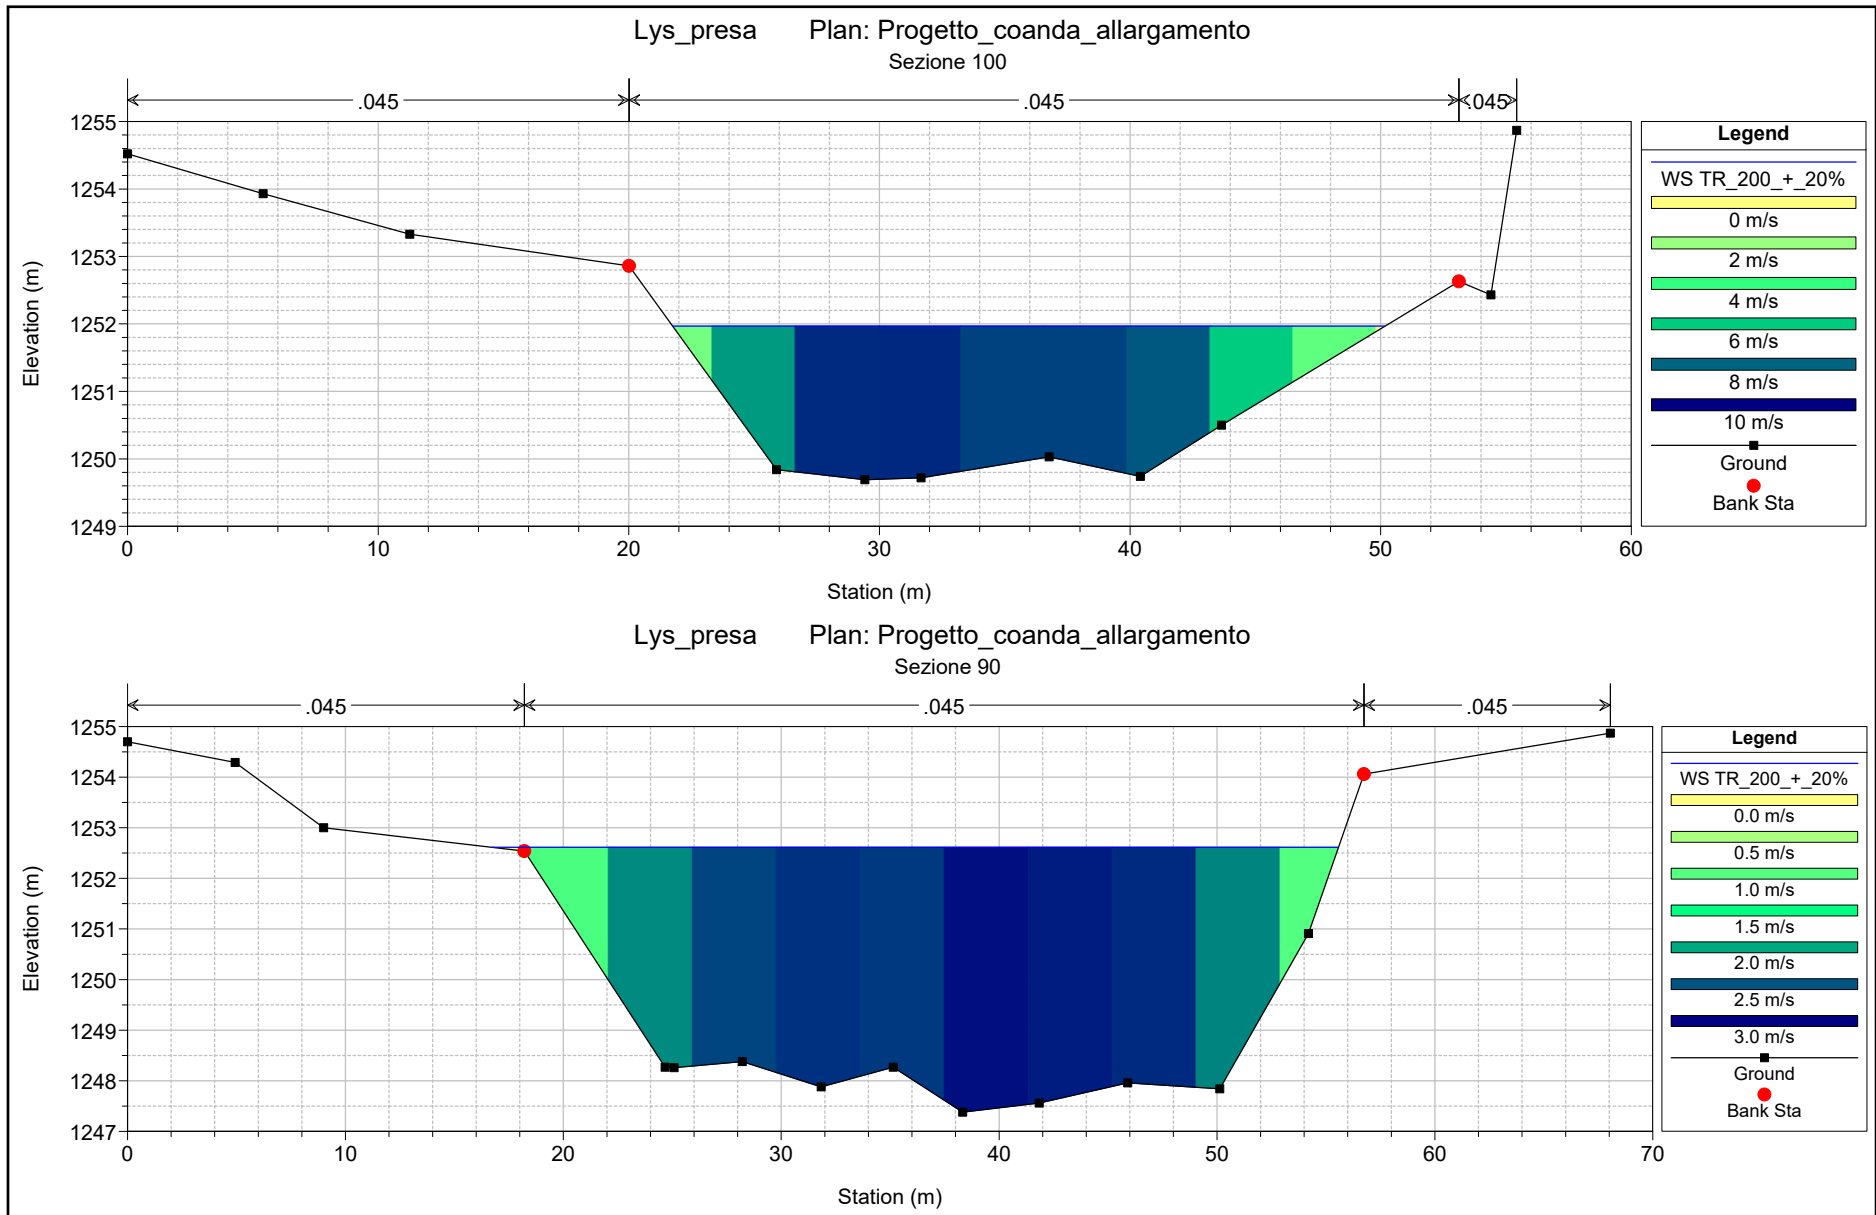 Lys_presa Plan: Progetto_coanda_allargamento
Sezione 100
.045 .045 .045
1255
1254
1253
1252
1251
1250
1249
Elevation (m)
0 10 20 30 40 50 60
Station (m)
Legend
WS TR_200_+_20%
0 m/s
2 m/s
4 m/s
6 m/s
8 m/s
10 m/s
Ground
Bank Sta
Lys_presa Plan: Progetto_coanda_allargamento
Sezione 90
.045 .045 .045
1255
1254
1253
1252
1251
1250
1249
1248
1247
Elevation (m)
0 10 20 30 40 50 60 70
Station (m)
Legend
WS TR_200_+_20%
0.0 m/s
0.5 m/s
1.0 m/s
1.5 m/s
2.0 m/s
2.5 m/s
3.0 m/s
Ground
Bank Sta